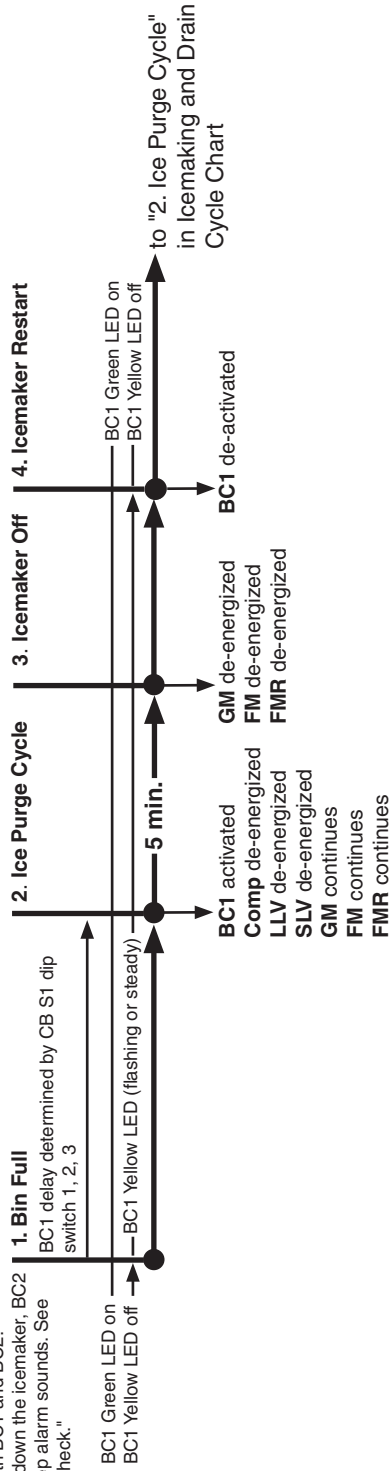 BC1 and BC2.
down the icemaker, BC2
alarm sounds. See
1. Bin Full
BC1 delay determined by CB S1 dip
switch 1, 2, 3
2. Ice Purge Cycle
3. Icemaker Off
4. Icemaker Restart
BC1 Green LED on
BC1 Yellow LED off
BC1 Yellow LED (flashing or steady)
BC1 Green LED on
BC1 Yellow LED off
5 min.
to "2. Ice Purge Cycle"
in Icemaking and Drain
Cycle Chart
BC1 activated
Comp de-energized
LLV de-energized
SLV de-energized
GM continues
FM continues
FMR continues
GM de-energized
FM de-energized
FMR de-energized
BC1 de-activated